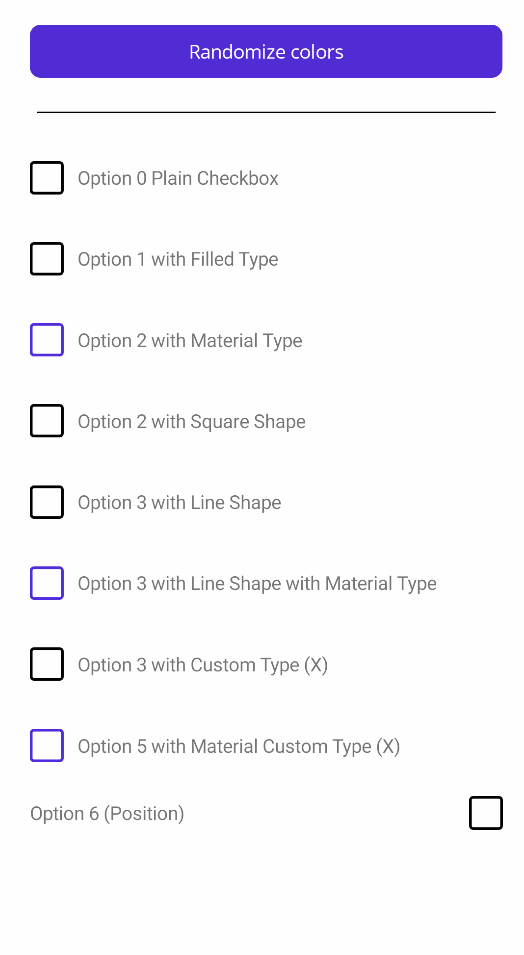 Randomize colors
Option 0 Plain Checkbox
Option 1 with Filled Type
Option 2 with Material Type
Option 2 with Square Shape
Option 3 with Line Shape
Option 3 with Line Shape with Material Type
Option 3 with Custom Type (X)
Option 5 with Material Custom Type (X)
Option 6 (Position)